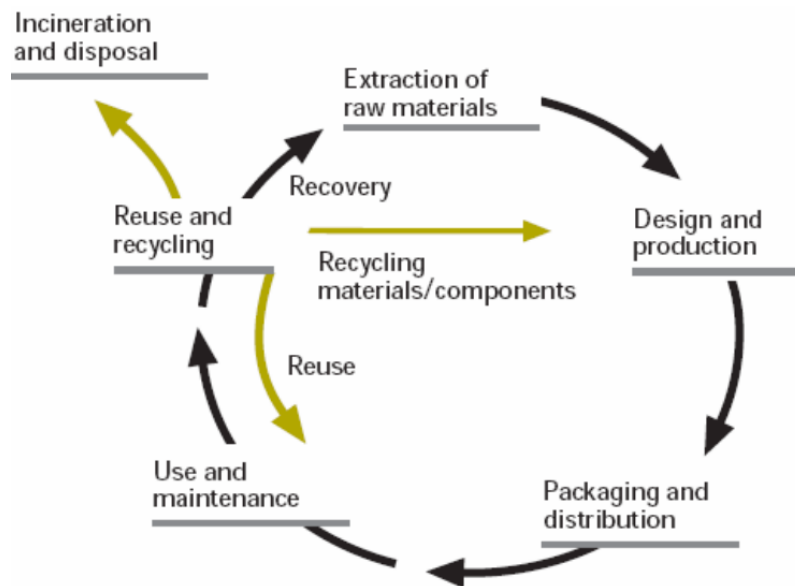 Incineration
and disposal
Extraction of
raw materials
Recovery
Reuse and
recycling
Design and
production
Recycling
materials/components
Reuse
Use and
maintenance
Packaging and
distribution